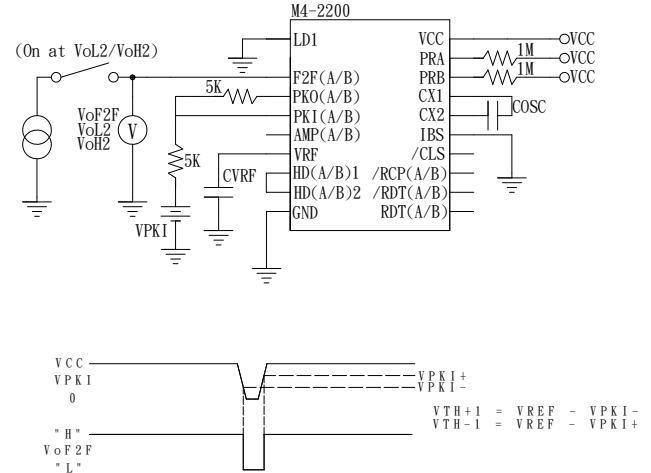 M4-2200
(On at VoL2/VoH2)
LD1
VCC
VCC
PRA
1M
VCC
F2F(A/B)
PRB
1M
VCC
5K
PKO(A/B)
CX1
VoF2F
VoL2
VoH2
V
PKI(A/B)
CX2
COSC
AMP(A/B)
IBS
5K
VRF
/CLS
CVRF
HD(A/B)1
/RCP(A/B)
HD(A/B)2
/RDT(A/B)
GND
RDT(A/B)
VPKI
VCC
VPKI
0
VPKI+
VPKI-
VTH+1 = VREF - VPKI-
VTH-1 = VREF - VPKI+
"H"
VoF2F
"L"